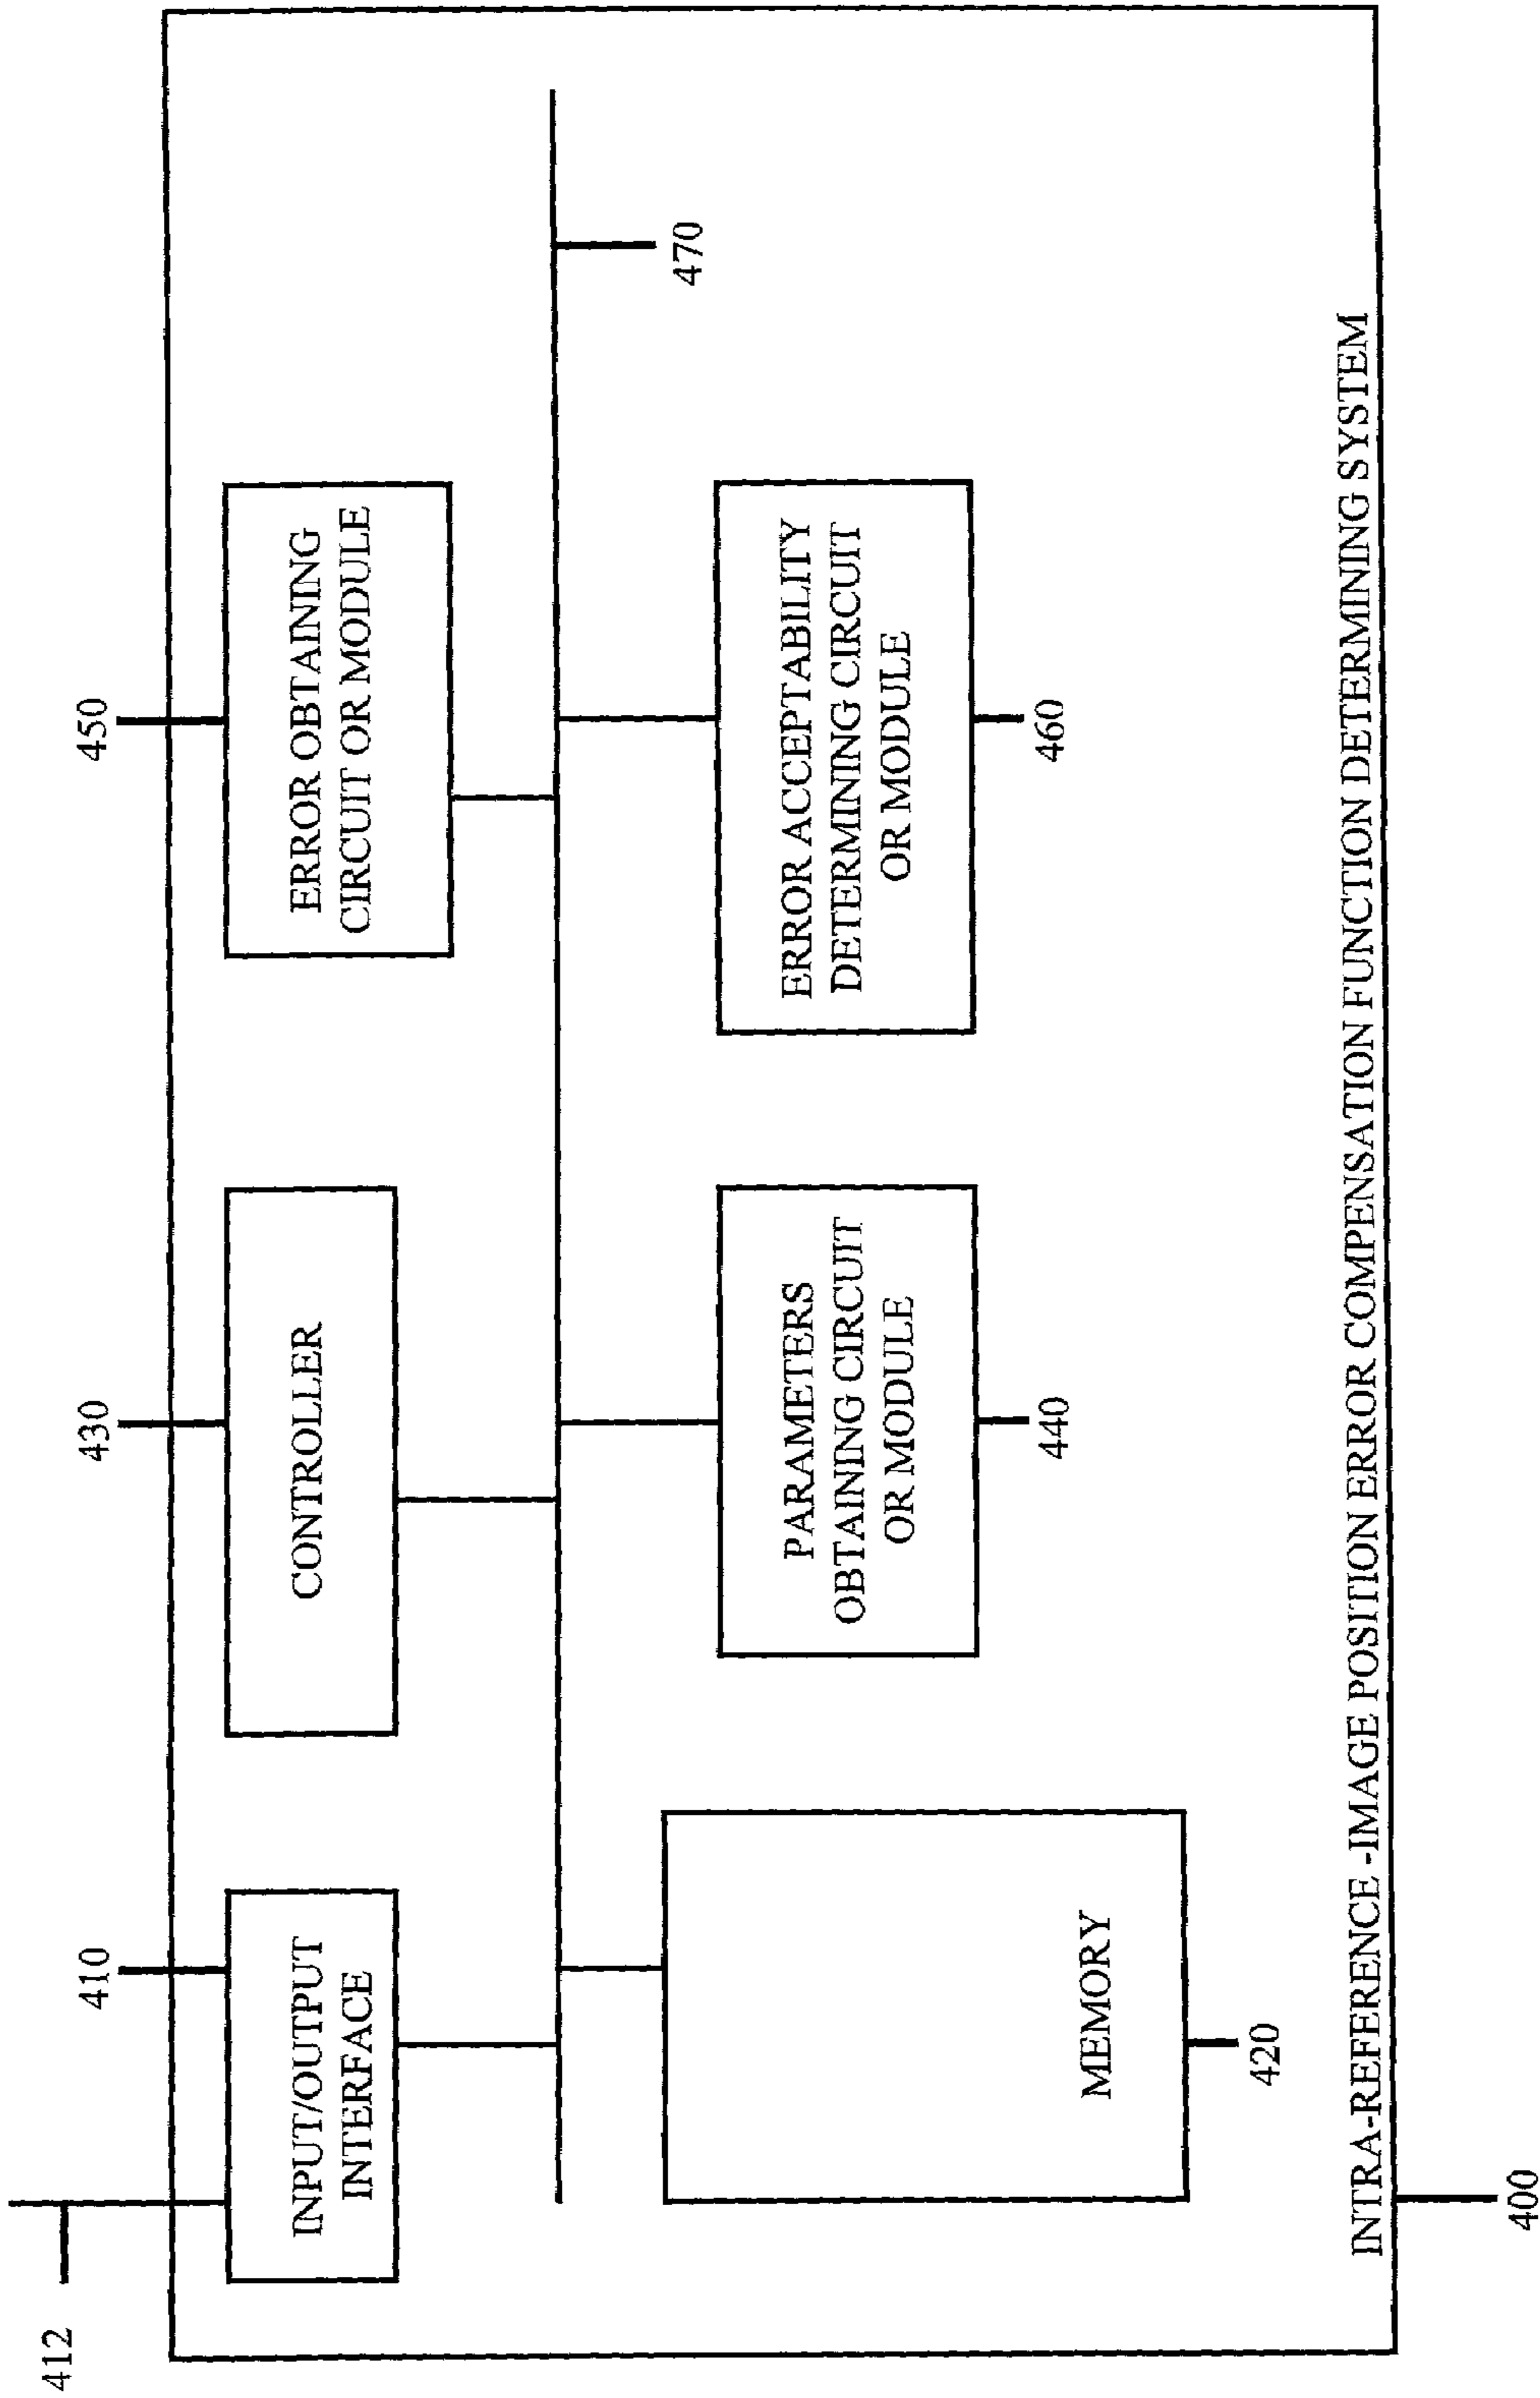 412
410
INPUT/OUTPUT
INTERFACE
430
CONTROLLER
450
ERROR OBTAINING
CIRCUIT OR MODULE
470
MEMORY
420
PARAMETERS
OBTAINING CIRCUIT
OR MODULE
440
ERROR ACCEPTABILITY
DETERMINING CIRCUIT
OR MODULE
460
INTRA-REFERENCE -IMAGE POSITION ERROR COMPENSATION FUNCTION DETERMINING SYSTEM
400